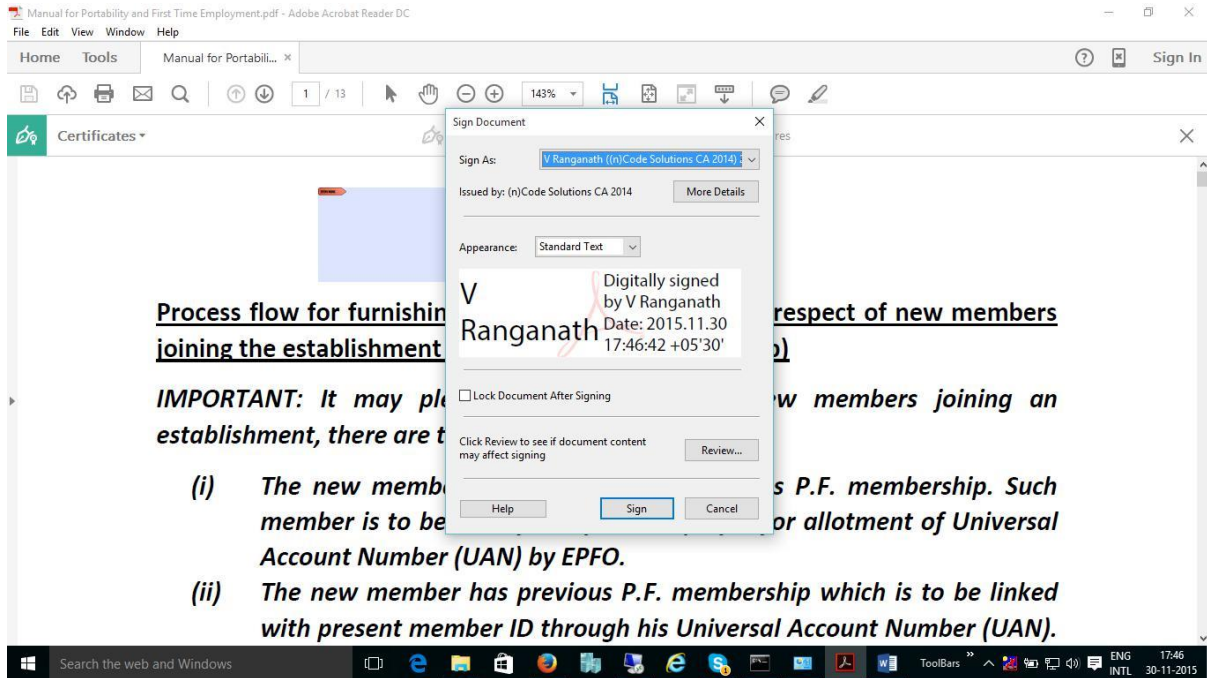 Manual for Portability and First Time Employment.pdf - Adobe Acrobat Reader DC
File Edit View Window Help
Home Tools Manual for Portabili... × ? Sign In
1 / 13 143%
Certificates res
Sign Document
Sign As: V Ranganath ((n)Code Solutions CA 2014)
Issued by: (n)Code Solutions CA 2014 More Details
Appearance: Standard Text
V
Ranganath
Digitally signed
by V Ranganath
Date: 2015.11.30
17:46:42 +05'30'
Lock Document After Signing
Click Review to see if document content
may affect signing
Review...
Help Sign Cancel
Process flow for furnishin respect of new members
joining the establishment )
IMPORTANT: It may ple w members joining an
establishment, there are t
(i) The new memb s P.F. membership. Such
member is to be or allotment of Universal
Account Number (UAN) by EPFO.
(ii) The new member has previous P.F. membership which is to be linked
with present member ID through his Universal Account Number (UAN).
Search the web and Windows ToolBars » ENG 17:46
INTL 30-11-2015